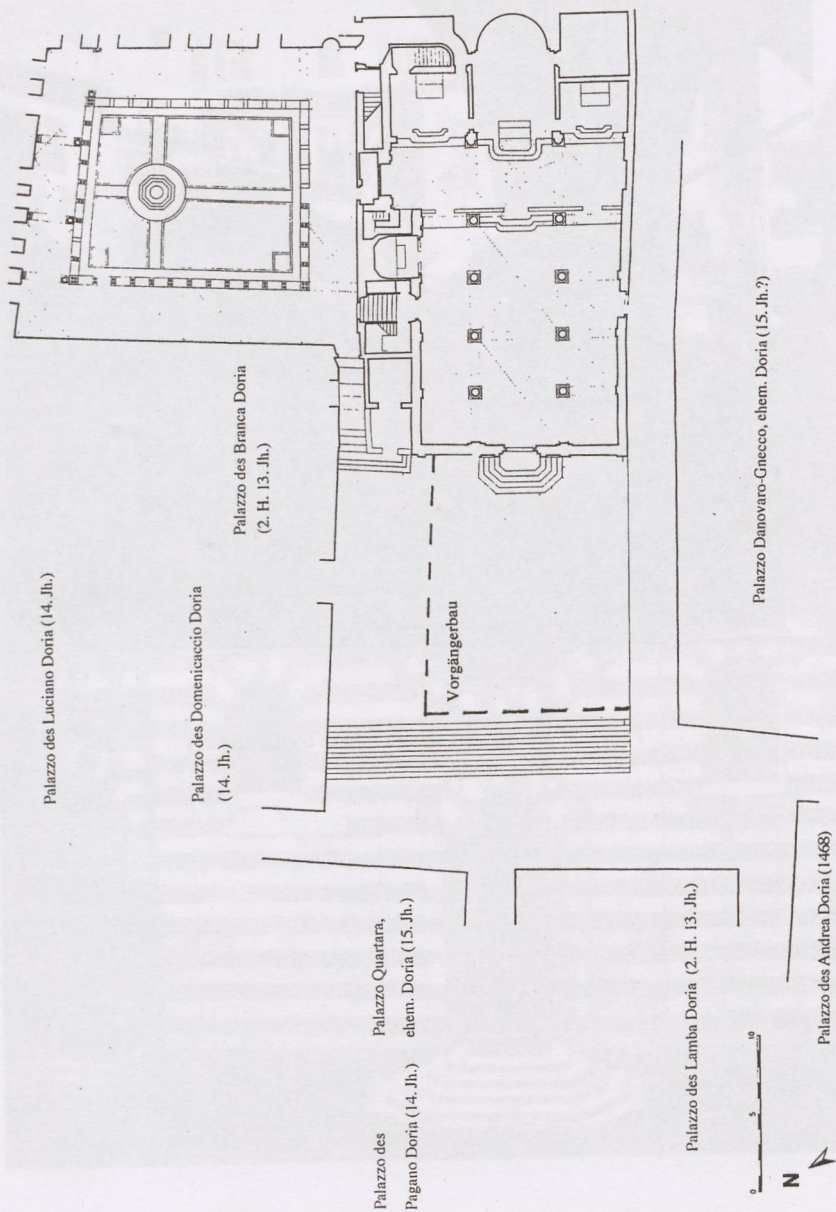 Palazzo des Luciano Doria (14. Jh.)
Palazzo des Domenicaccio Doria
(14. Jh.)
Palazzo des Branca Doria
(2. H. 13. Jh.)
Vorgängerbau
Palazzo des
Pagano Doria (14. Jh.)
Palazzo Quartara,
ehem. Doria (15. Jh.)
Palazzo des Lamba Doria (2. H. 13. Jh.)
Palazzo Danovaro-Gnecco, ehem. Doria (15. Jh.?)
Palazzo des Andrea Doria (1468)
0 5 10
N